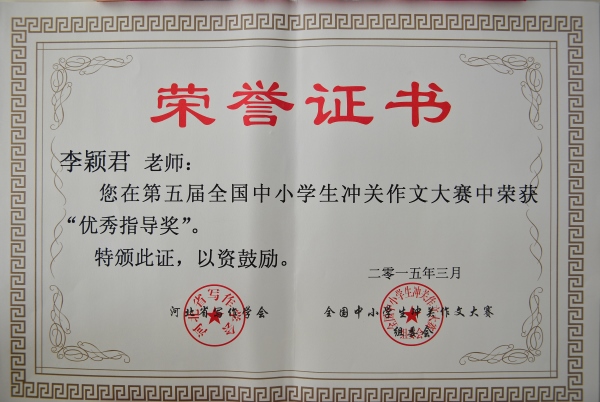 荣誉证书
李颖君 老师：
您在第五届全国中小学生冲关作文大赛中荣获
“优秀指导奖”。
特颁此证，以资鼓励。
二零一五年三月
河北省写作学会
全国中小学生冲关作文大赛
组委会